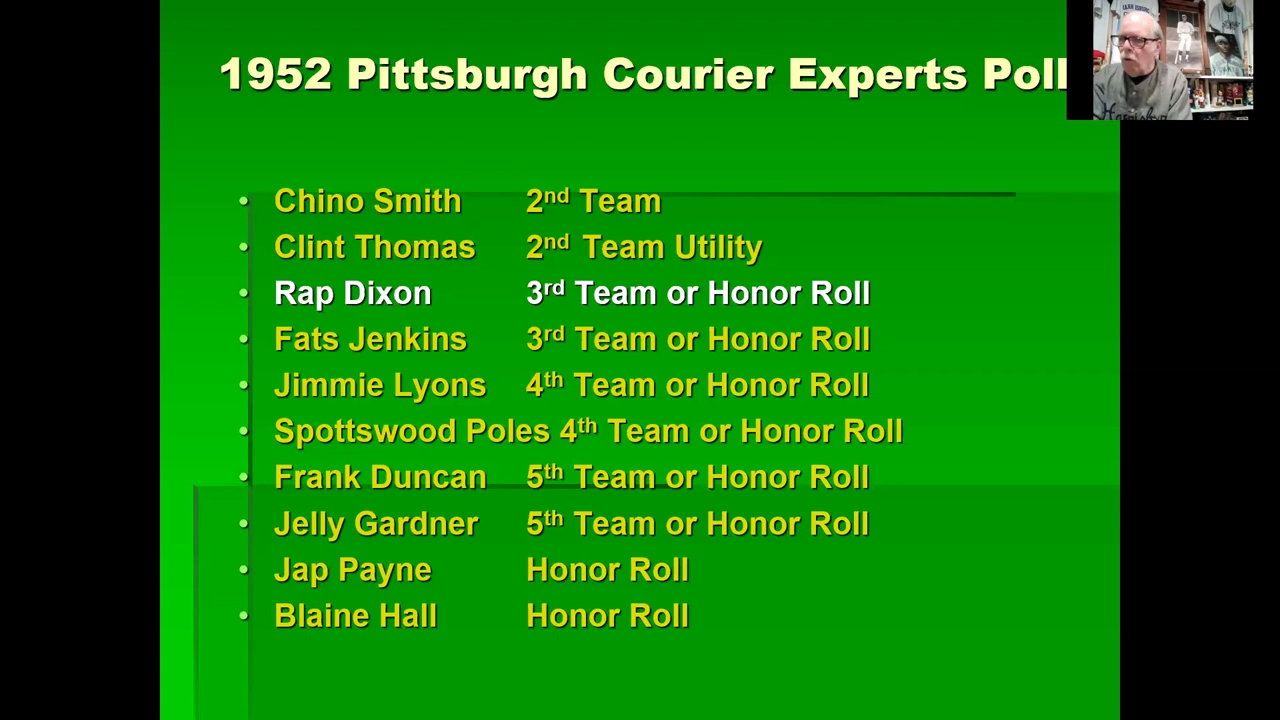 1952 Pittsburgh Courier Experts Poll
• Chino Smith 2nd Team
• Clint Thomas 2nd Team Utility
• Rap Dixon 3rd Team or Honor Roll
• Fats Jenkins 3rd Team or Honor Roll
• Jimmie Lyons 4th Team or Honor Roll
• Spottswood Poles 4th Team or Honor Roll
• Frank Duncan 5th Team or Honor Roll
• Jelly Gardner 5th Team or Honor Roll
• Jap Payne Honor Roll
• Blaine Hall Honor Roll